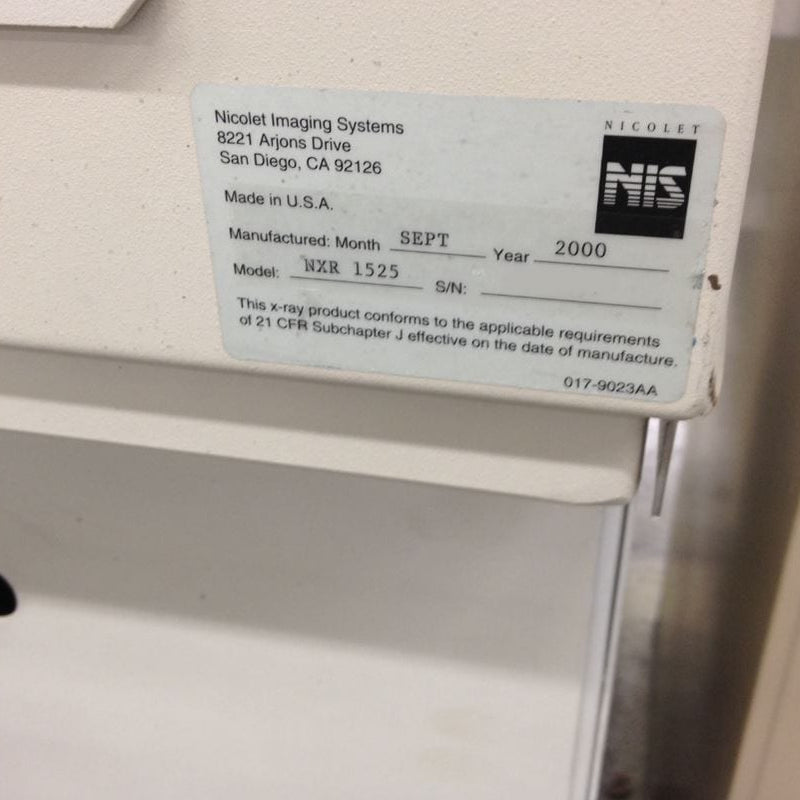 Nicolet Imaging Systems
8221 Arjons Drive
San Diego, CA 92126
NICOLET
NIS
Made in U.S.A.
Manufactured: Month SEPT Year 2000
Model: NXR 1525 S/N:
This x-ray product conforms to the applicable requirements
of 21 CFR Subchapter J effective on the date of manufacture.
017-9023AA